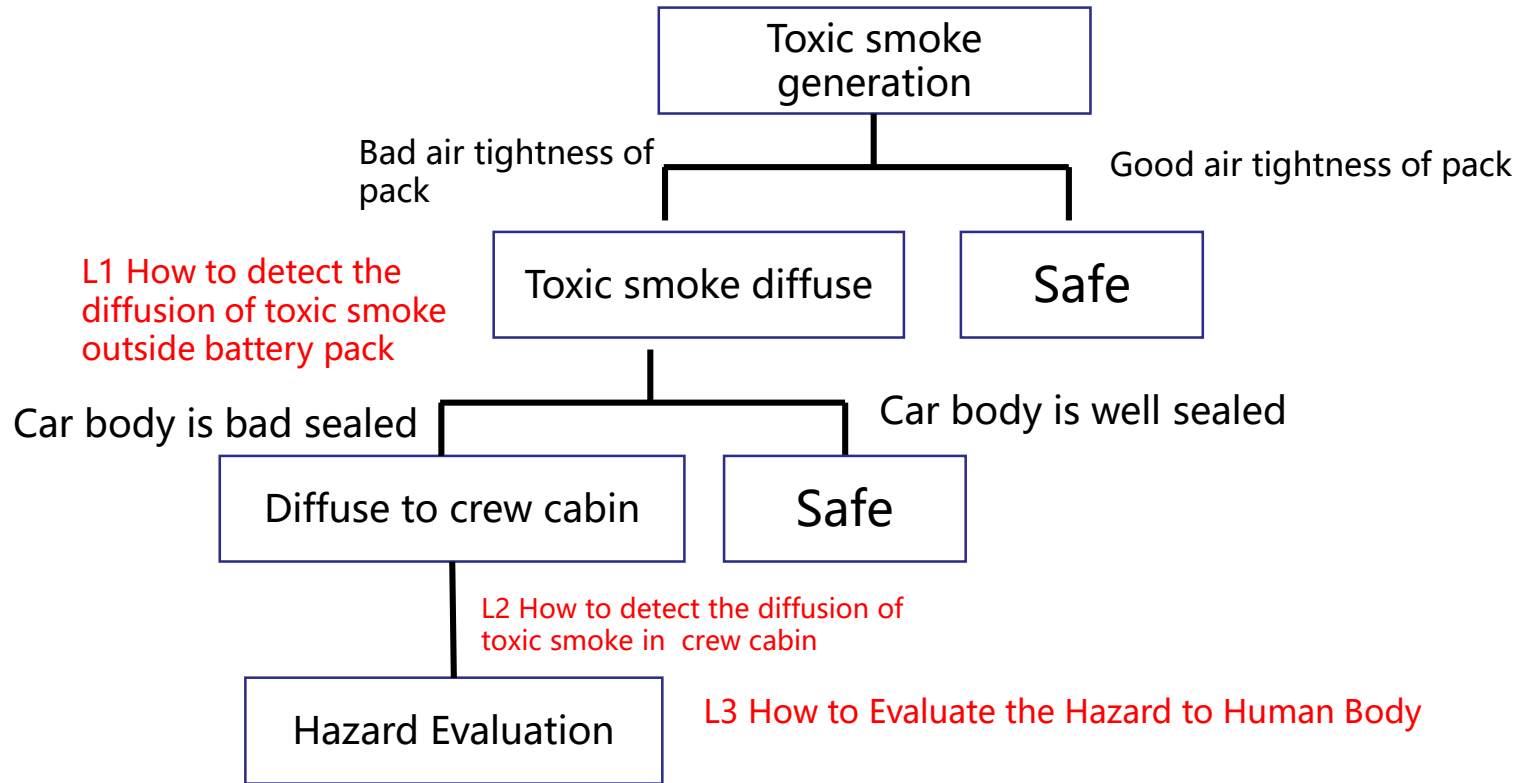 Toxic smoke
generation
Bad air tightness of
pack
Good air tightness of pack
L1 How to detect the
diffusion of toxic smoke
outside battery pack
Toxic smoke diffuse
Safe
Car body is bad sealed
Car body is well sealed
Diffuse to crew cabin
Safe
L2 How to detect the diffusion of
toxic smoke in  crew cabin
Hazard Evaluation
L3 How to Evaluate the Hazard to Human Body